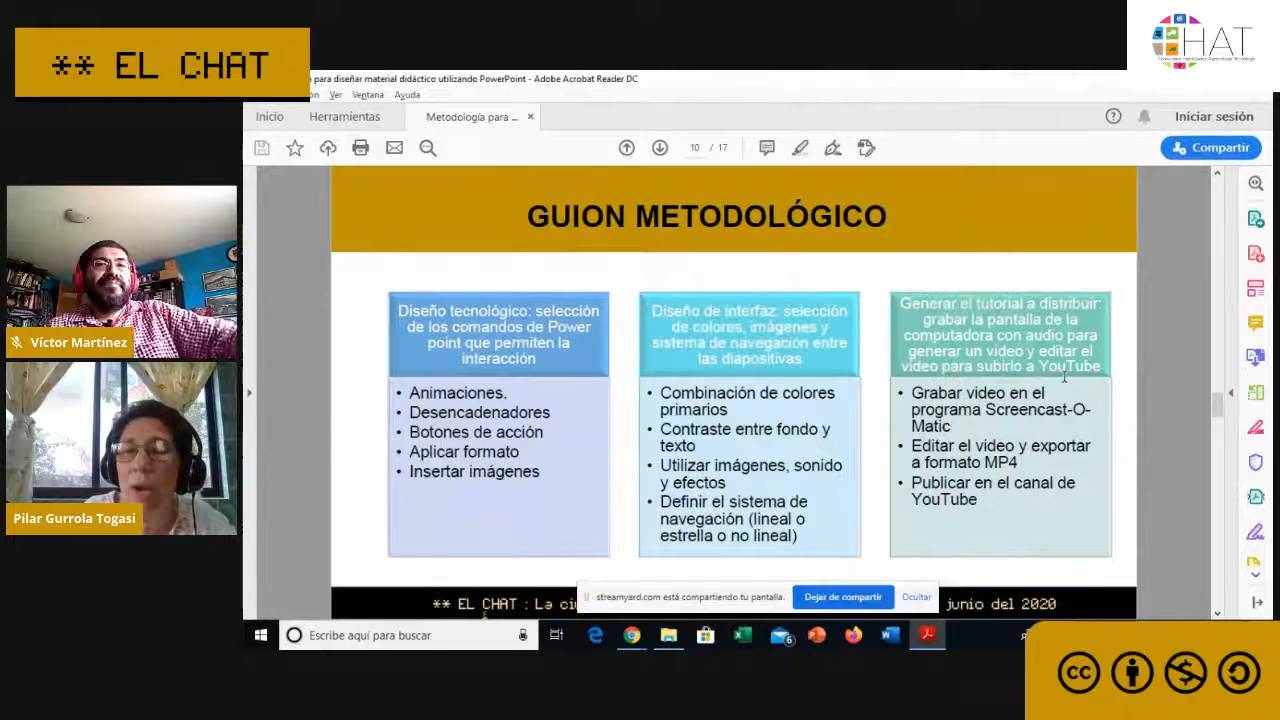 ** EL CHAT
HAT
para diseñar material didáctico utilizando PowerPoint - Adobe Acrobat Reader DC
Ver Ventana Ayuda
Inicio Herramientas Metodología para ... ×
Iniciar sesión
10 / 17
Compartir
GUION METODOLÓGICO
Diseño tecnológico: selección
de los comandos de Power
point que permiten la
interacción
• Animaciones.
• Desencadenadores
• Botones de acción
• Aplicar formato
• Insertar imágenes
Diseño de interfaz: selección
de colores, imágenes y
sistema de navegación entre
las diapositivas
• Combinación de colores
primarios
• Contraste entre fondo y
texto
• Utilizar imágenes, sonido
y efectos
• Definir el sistema de
navegación (lineal o
estrella o no lineal)
Generar el tutorial a distribuir:
grabar la pantalla de la
computadora con audio para
generar un video y editar el
video para subirlo a YouTube
• Grabar video en el
programa Screencast-O-
Matic
• Editar el video y exportar
a formato MP4
• Publicar en el canal de
YouTube
Víctor Martínez
Pilar Gurrola Togasi
** EL CHAT : La
junio del 2020
streamyard.com está compartiendo tu pantalla.
Dejar de compartir
Ocultar
Escribe aquí para buscar
6
cc